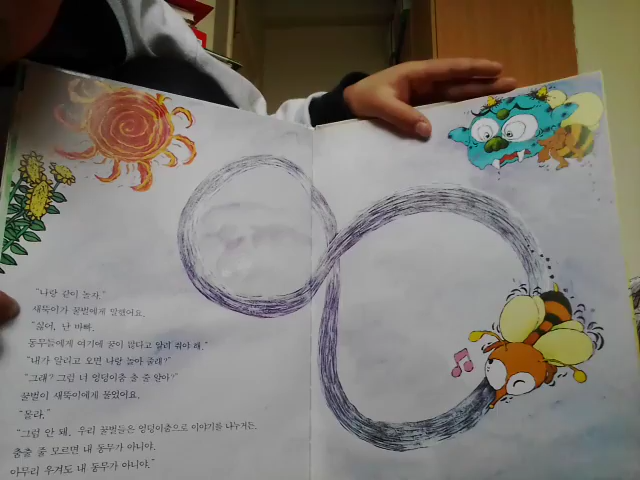 "나랑 같이 놀자."
새뚝이가 꿀벌에게 말했어요.
"싫어, 난 바빠.
동무들에게 여기에 꿀이 많다고 알려 줘야 해."
"내가 알리고 오면 나랑 놀아 줄래?"
"그래? 그럼 너 엉덩이춤 출 줄 알아?"
꿀벌이 새뚝이에게 물었어요.
"몰라."
"그럼 안 돼. 우리 꿀벌들은 엉덩이춤으로 이야기를 나누거든.
춤출 줄 모르면 내 동무가 아니야.
아무리 우겨도 내 동무가 아니야."